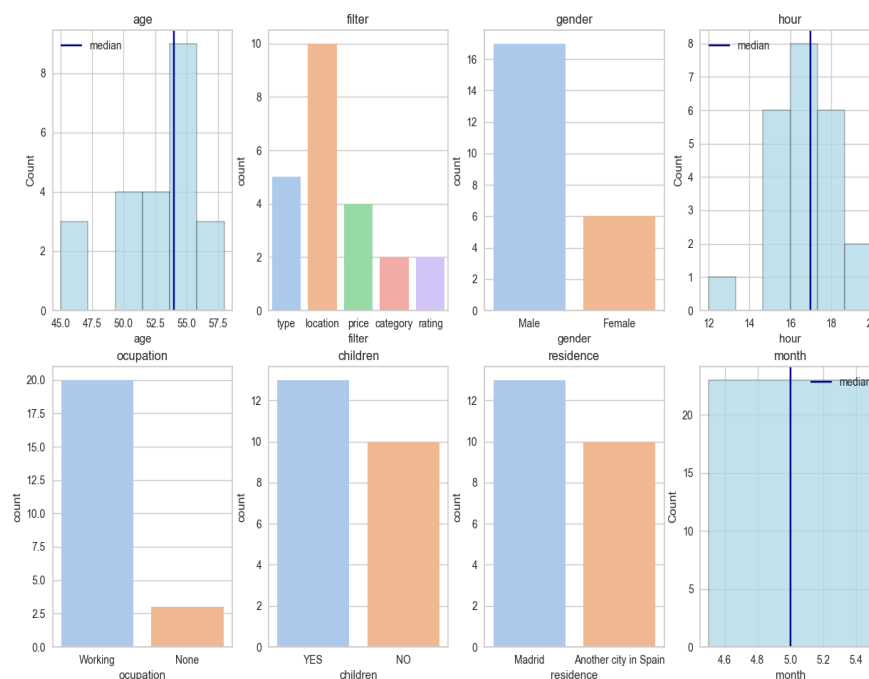 age
filter
gender
hour
median
median
8
6
4
2
0
Count
10
8
6
4
2
0
count
16
14
12
10
8
6
4
2
0
count
8
7
6
5
4
3
2
1
0
Count
45.0 47.5 50.0 52.5 55.0 57.5
type location price category rating
Male Female
12 14 16 18
age
filter
gender
hour
ocupation
children
residence
month
median
20.0
17.5
15.0
12.5
10.0
7.5
5.0
2.5
0.0
count
12
10
8
6
4
2
0
count
12
10
8
6
4
2
0
count
20
15
10
5
0
Count
Working None
YES NO
Madrid Another city in Spain
4.6 4.8 5.0 5.2 5.4
ocupation
children
residence
month